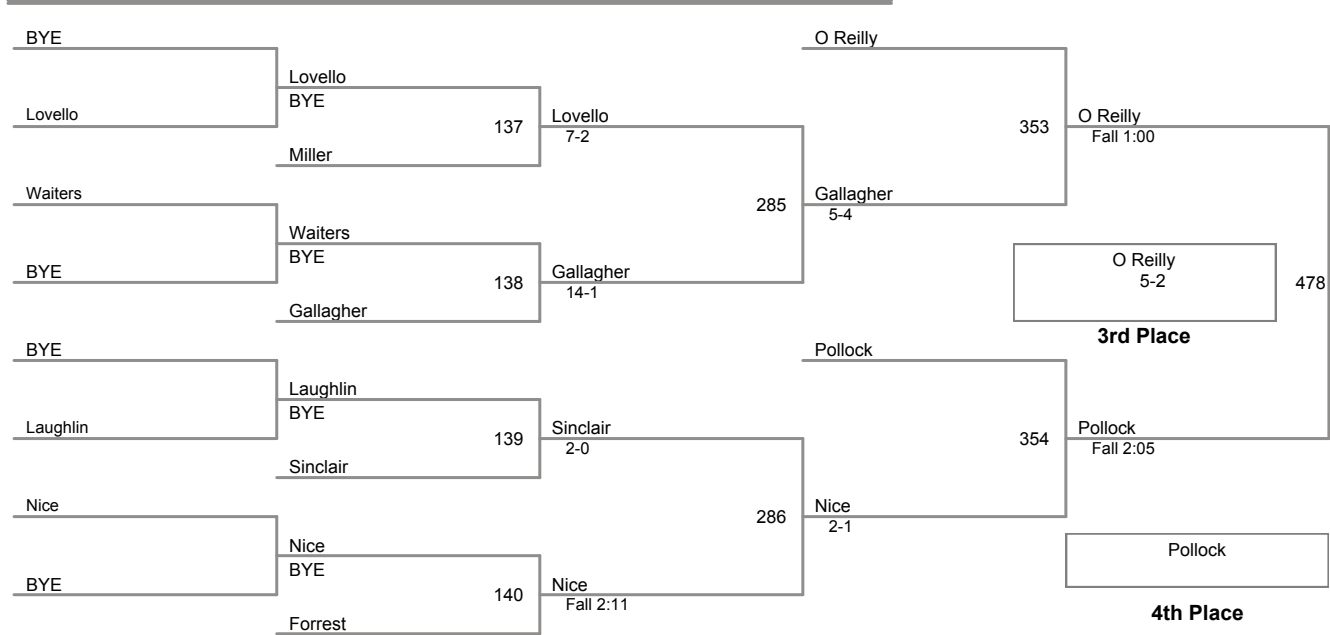 BYE
Lovello
Waiters
BYE
BYE
Laughlin
Nice
BYE
Lovello
BYE
Miller
Waiters
BYE
Gallagher
Laughlin
BYE
Sinclair
Nice
BYE
Forrest
137
138
139
140
Lovello
7-2
Gallagher
14-1
Sinclair
2-0
Nice
Fall 2:11
285
286
O Reilly
Gallagher
5-4
Pollock
Nice
2-1
353
354
O Reilly
Fall 1:00
Pollock
Fall 2:05
478
O Reilly
5-2
3rd Place
Pollock
4th Place